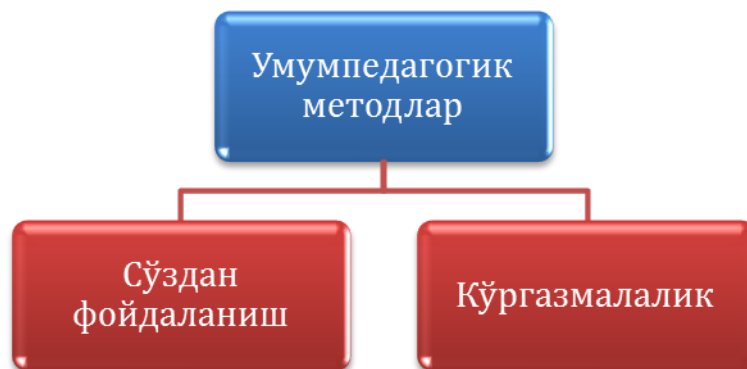 Умумпедагогик
методлар
Сўздан
фойдаланиш
Кўргазмалалик